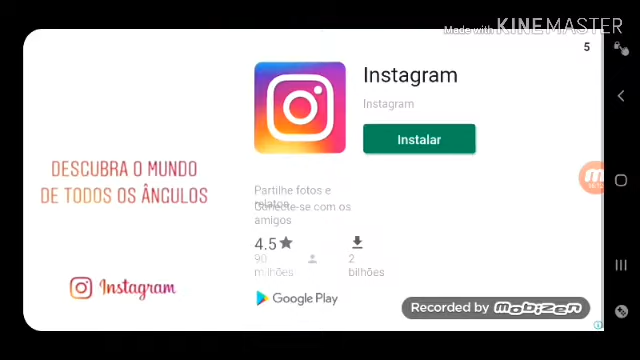 Made with KINEMASTER
5
Instagram
Instagram
Instalar
DESCUBRA O MUNDO
DE TODOS OS ÂNGULOS
Partilhe fotos e
relatos
Conecte-se com os
amigos
4.5
90
milhões
2
bilhões
Instagram
Google Play
Recorded by MOBIZEN